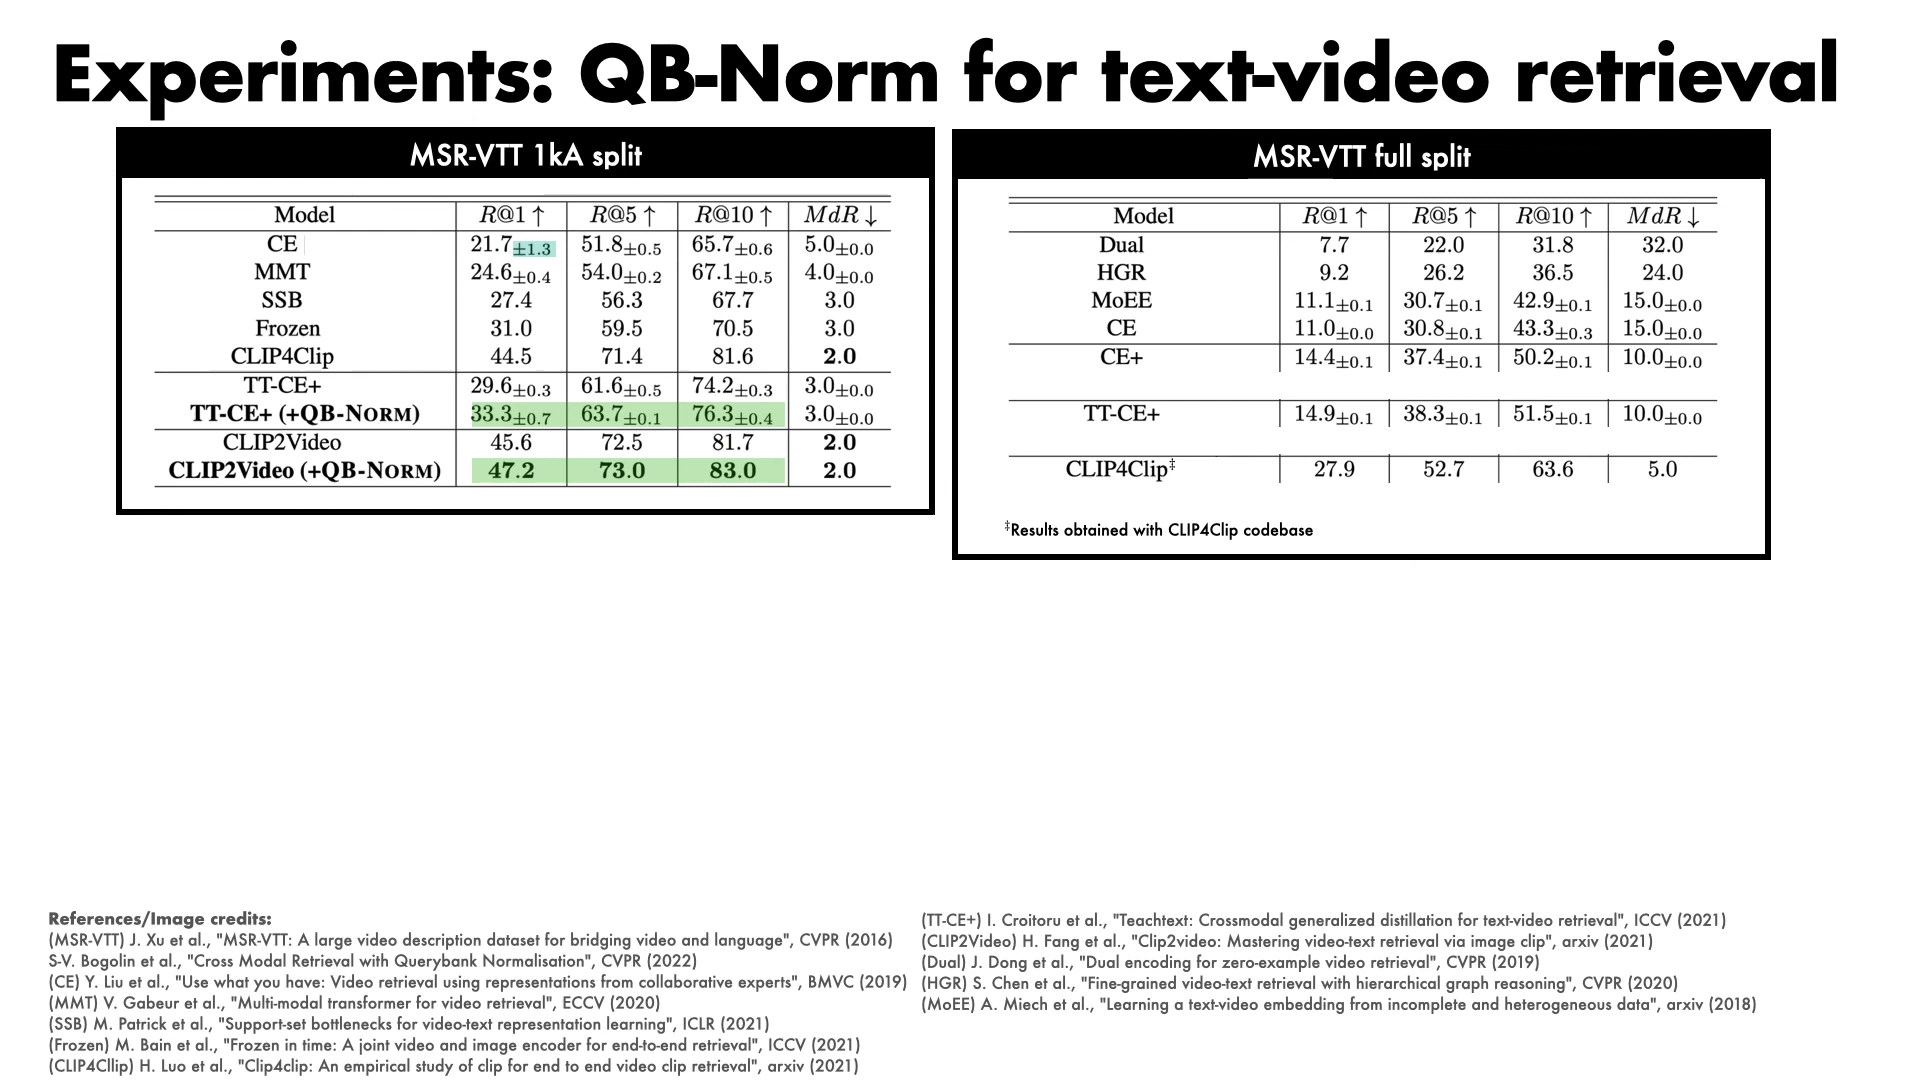 Experiments: QB-Norm for text-video retrieval
MSR-VTT 1kA split
Model R@1 ↑ R@5 ↑ R@10 ↑ MdR ↓
CE 21.7±1.3 51.8±0.5 65.7±0.6 5.0±0.0
MMT 24.6±0.4 54.0±0.2 67.1±0.5 4.0±0.0
SSB 27.4 56.3 67.7 3.0
Frozen 31.0 59.5 70.5 3.0
CLIP4Clip 44.5 71.4 81.6 2.0
TT-CE+ 29.6±0.3 61.6±0.5 74.2±0.3 3.0±0.0
TT-CE+ (+QB-NORM) 33.3±0.7 63.7±0.1 76.3±0.4 3.0±0.0
CLIP2Video 45.6 72.5 81.7 2.0
CLIP2Video (+QB-NORM) 47.2 73.0 83.0 2.0
MSR-VTT full split
Model R@1 ↑ R@5 ↑ R@10 ↑ MdR ↓
Dual 7.7 22.0 31.8 32.0
HGR 9.2 26.2 36.5 24.0
MoEE 11.1±0.1 30.7±0.1 42.9±0.1 15.0±0.0
CE 11.0±0.0 30.8±0.1 43.3±0.3 15.0±0.0
CE+ 14.4±0.1 37.4±0.1 50.2±0.1 10.0±0.0
TT-CE+ 14.9±0.1 38.3±0.1 51.5±0.1 10.0±0.0
CLIP4Clip‡ 27.9 52.7 63.6 5.0
‡Results obtained with CLIP4Clip codebase
References/Image credits:
(MSR-VTT) J. Xu et al., "MSR-VTT: A large video description dataset for bridging video and language", CVPR (2016)
S-V. Bogolin et al., "Cross Modal Retrieval with Querybank Normalisation", CVPR (2022)
(CE) Y. Liu et al., "Use what you have: Video retrieval using representations from collaborative experts", BMVC (2019)
(MMT) V. Gabeur et al., "Multi-modal transformer for video retrieval", ECCV (2020)
(SSB) M. Patrick et al., "Support-set bottlenecks for video-text representation learning", ICLR (2021)
(Frozen) M. Bain et al., "Frozen in time: A joint video and image encoder for end-to-end retrieval", ICCV (2021)
(CLIP4Cllip) H. Luo et al., "Clip4clip: An empirical study of clip for end to end video clip retrieval", arxiv (2021)
(TT-CE+) I. Croitoru et al., "Teachtext: Crossmodal generalized distillation for text-video retrieval", ICCV (2021)
(CLIP2Video) H. Fang et al., "Clip2video: Mastering video-text retrieval via image clip", arxiv (2021)
(Dual) J. Dong et al., "Dual encoding for zero-example video retrieval", CVPR (2019)
(HGR) S. Chen et al., "Fine-grained video-text retrieval with hierarchical graph reasoning", CVPR (2020)
(MoEE) A. Miech et al., "Learning a text-video embedding from incomplete and heterogeneous data", arxiv (2018)